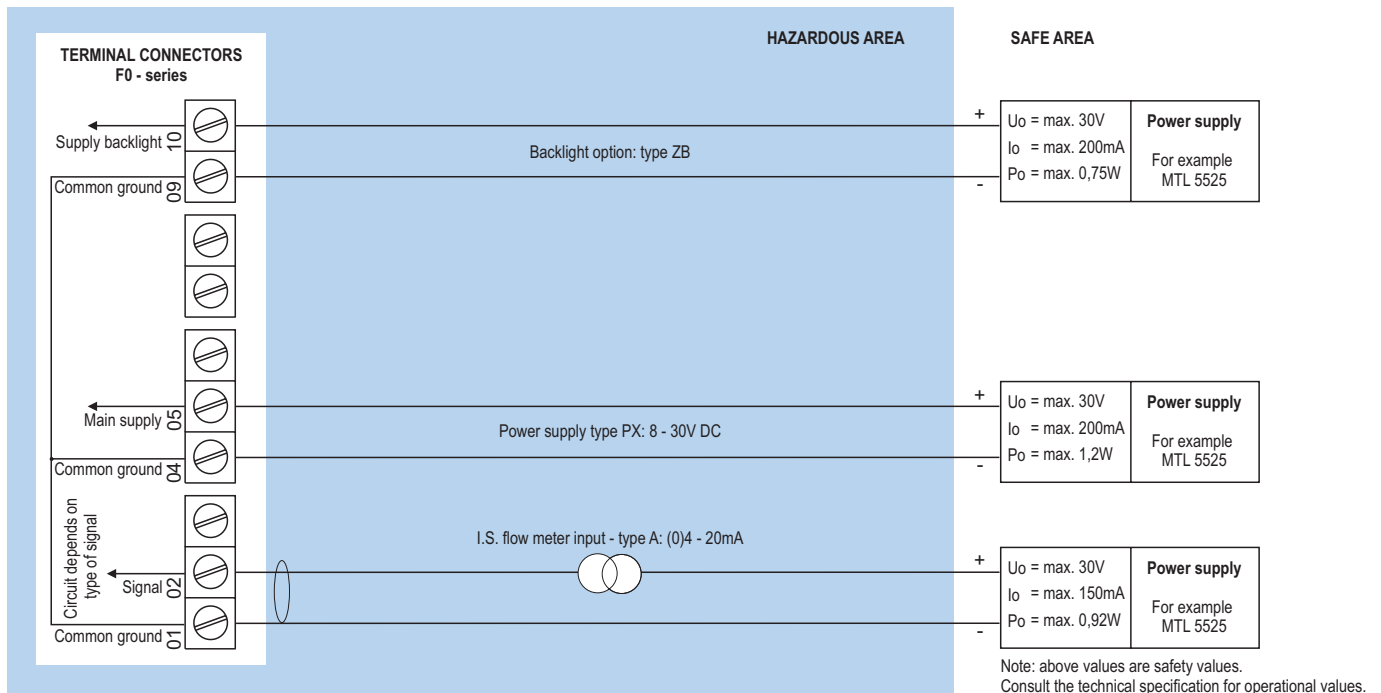 HAZARDOUS AREA
SAFE AREA
TERMINAL CONNECTORS
F0 - series
Supply backlight
10
Common ground
09
Backlight option: type ZB
+
-
Uo = max. 30V
Io = max. 200mA
Po = max. 0,75W
Power supply
For example
MTL 5525
Main supply
05
Common ground
04
Power supply type PX: 8 - 30V DC
+
-
Uo = max. 30V
Io = max. 200mA
Po = max. 1,2W
Power supply
For example
MTL 5525
Circuit depends on
type of signal
Signal
02
Common ground
01
I.S. flow meter input - type A: (0)4 - 20mA
+
-
Uo = max. 30V
Io = max. 150mA
Po = max. 0,92W
Power supply
For example
MTL 5525
Note: above values are safety values.
Consult the technical specification for operational values.